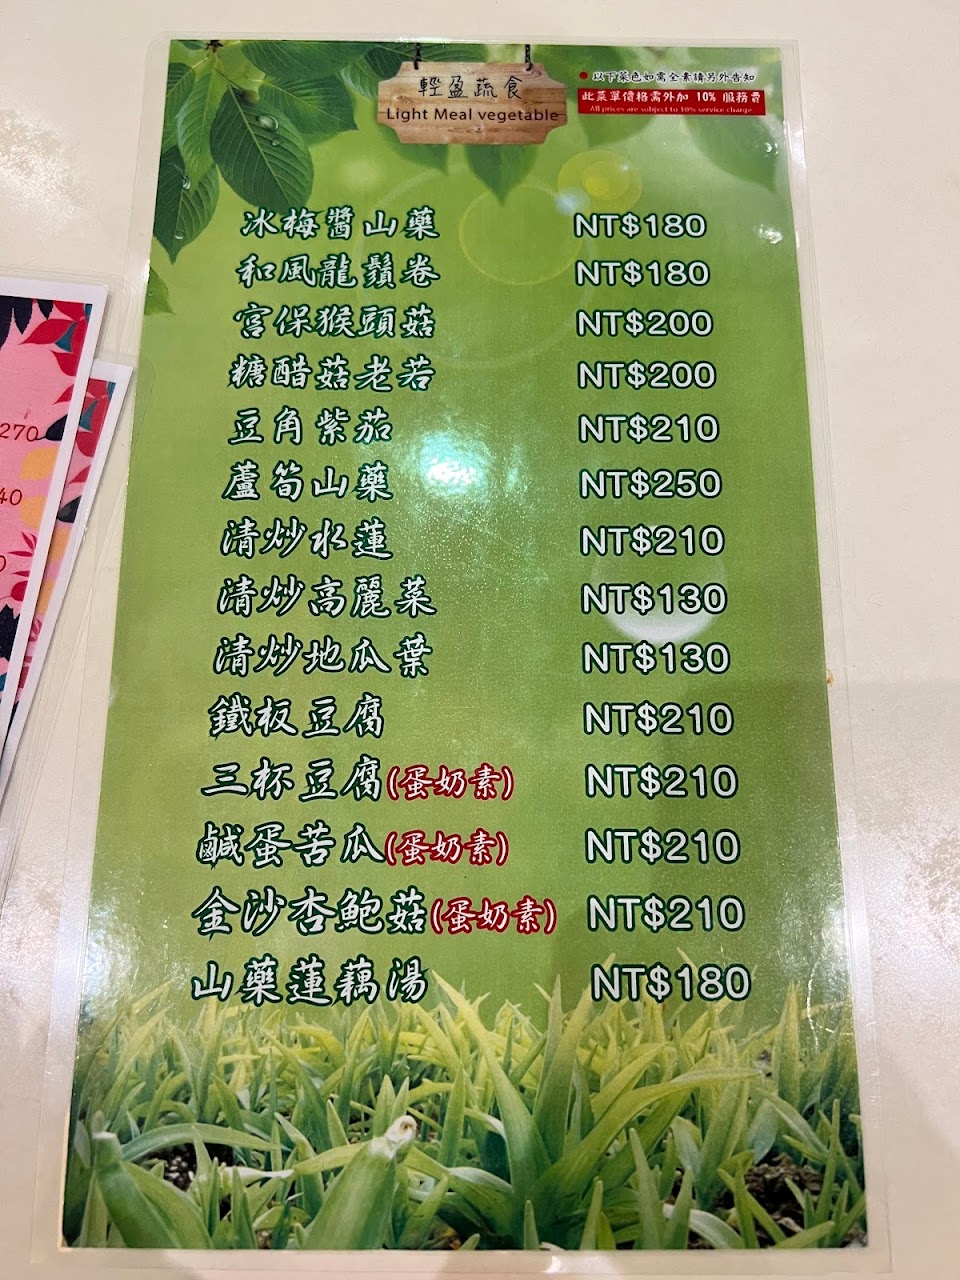 輕盈蔬食
Light Meal vegetable
● 以下菜色如需全素請另外告知
此菜單價格需外加 10% 服務費
All prices are subject to 10% service charge
冰梅醬山藥 NT$180
和風龍鬚卷 NT$180
宮保猴頭菇 NT$200
糖醋菇老若 NT$200
豆角紫茄 NT$210
蘆筍山藥 NT$250
清炒水蓮 NT$210
清炒高麗菜 NT$130
清炒地瓜葉 NT$130
鐵板豆腐 NT$210
三杯豆腐(蛋奶素) NT$210
鹹蛋苦瓜(蛋奶素) NT$210
金沙杏鮑菇(蛋奶素) NT$210
山藥蓮藕湯 NT$180
270
40
0